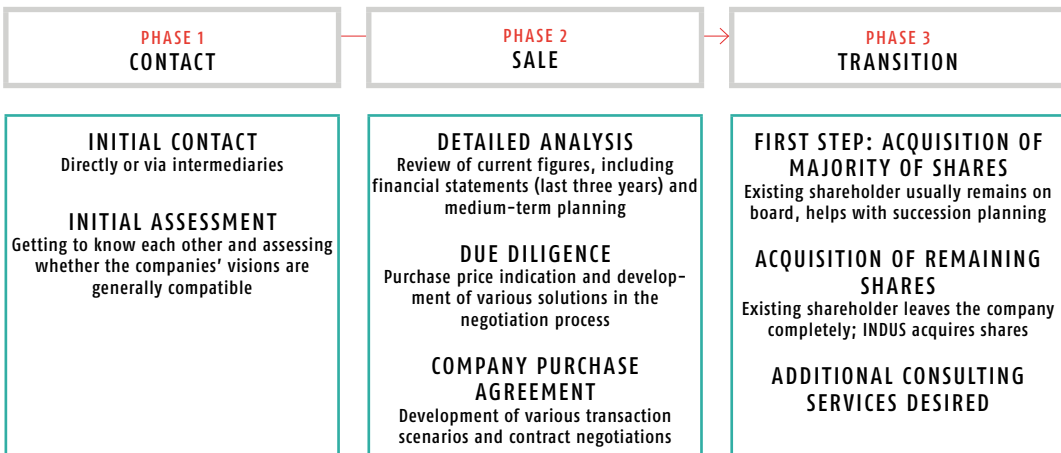 PHASE 1
CONTACT
PHASE 2
SALE
PHASE 3
TRANSITION
INITIAL CONTACT
Directly or via intermediaries
INITIAL ASSESSMENT
Getting to know each other and assessing
whether the companies’ visions are
generally compatible
DETAILED ANALYSIS
Review of current figures, including
financial statements (last three years) and
medium-term planning
DUE DILIGENCE
Purchase price indication and develop-
ment of various solutions in the
negotiation process
COMPANY PURCHASE
AGREEMENT
Development of various transaction
scenarios and contract negotiations
FIRST STEP: ACQUISITION OF
MAJORITY OF SHARES
Existing shareholder usually remains on
board, helps with succession planning
ACQUISITION OF REMAINING
SHARES
Existing shareholder leaves the company
completely; INDUS acquires shares
ADDITIONAL CONSULTING
SERVICES DESIRED